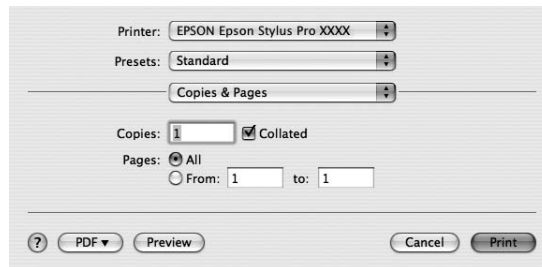 Printer: EPSON Epson Stylus Pro XXXX
Presets: Standard
Copies & Pages
Copies: 1 Collated
Pages: All
From: 1 to: 1
? PDF▼ Preview Cancel Print